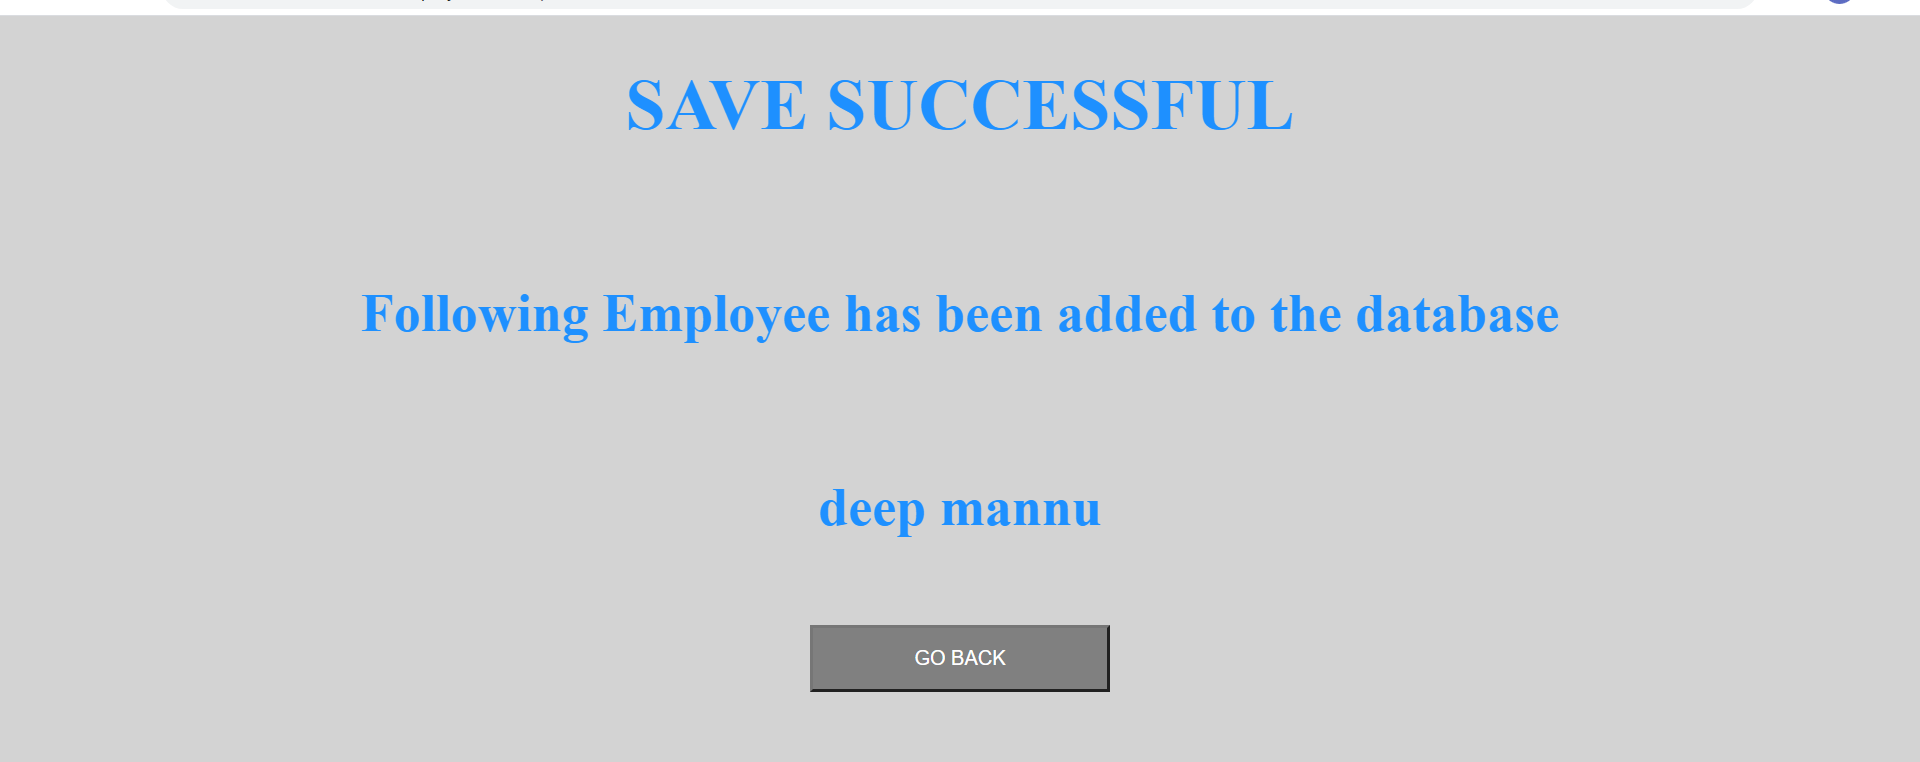 SAVE SUCCESSFUL
Following Employee has been added to the database
deep mannu
GO BACK